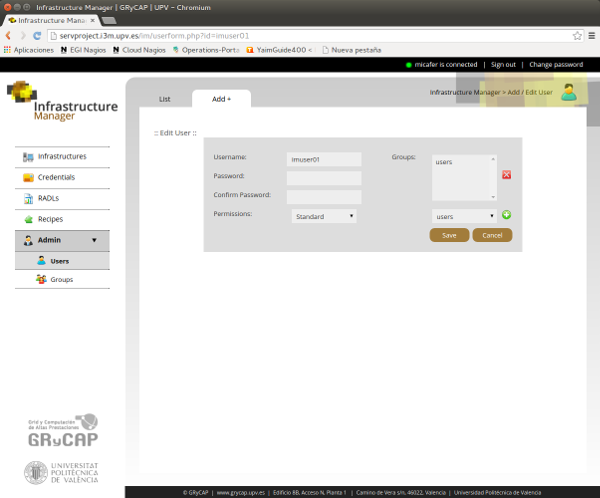 Infrastructure Manager | GRyCAP | UPV - Chromium
Infrastructure Mana
servproject.i3m.upv.es/im/userform.php?id=imuser01
Aplicaciones EGI Nagios Cloud Nagios Operations-Porta YaimGuide400 < Nueva pestaña
micafer is connected | Sign out | Change password
Infrastructure
Manager
List
Add +
Infrastructure Manager > Add / Edit User
:: Edit User ::
Infrastructures
Credentials
RADLs
Recipes
Admin
Users
Groups
Username:
imuser01
Password:
Confirm Password:
Permissions:
Standard
Groups:
users
users
Save
Cancel
Grid y Computación
de Altas Prestaciones
GRyCAP
UNIVERSITAT
POLITÈCNICA
DE VALÈNCIA
© GRyCAP | www.grycap.upv.es | Edificio 8B, Acceso N, Planta 1 | Camino de Vera s/n. 46022, Valencia | Universidad Politécnica de Valencia